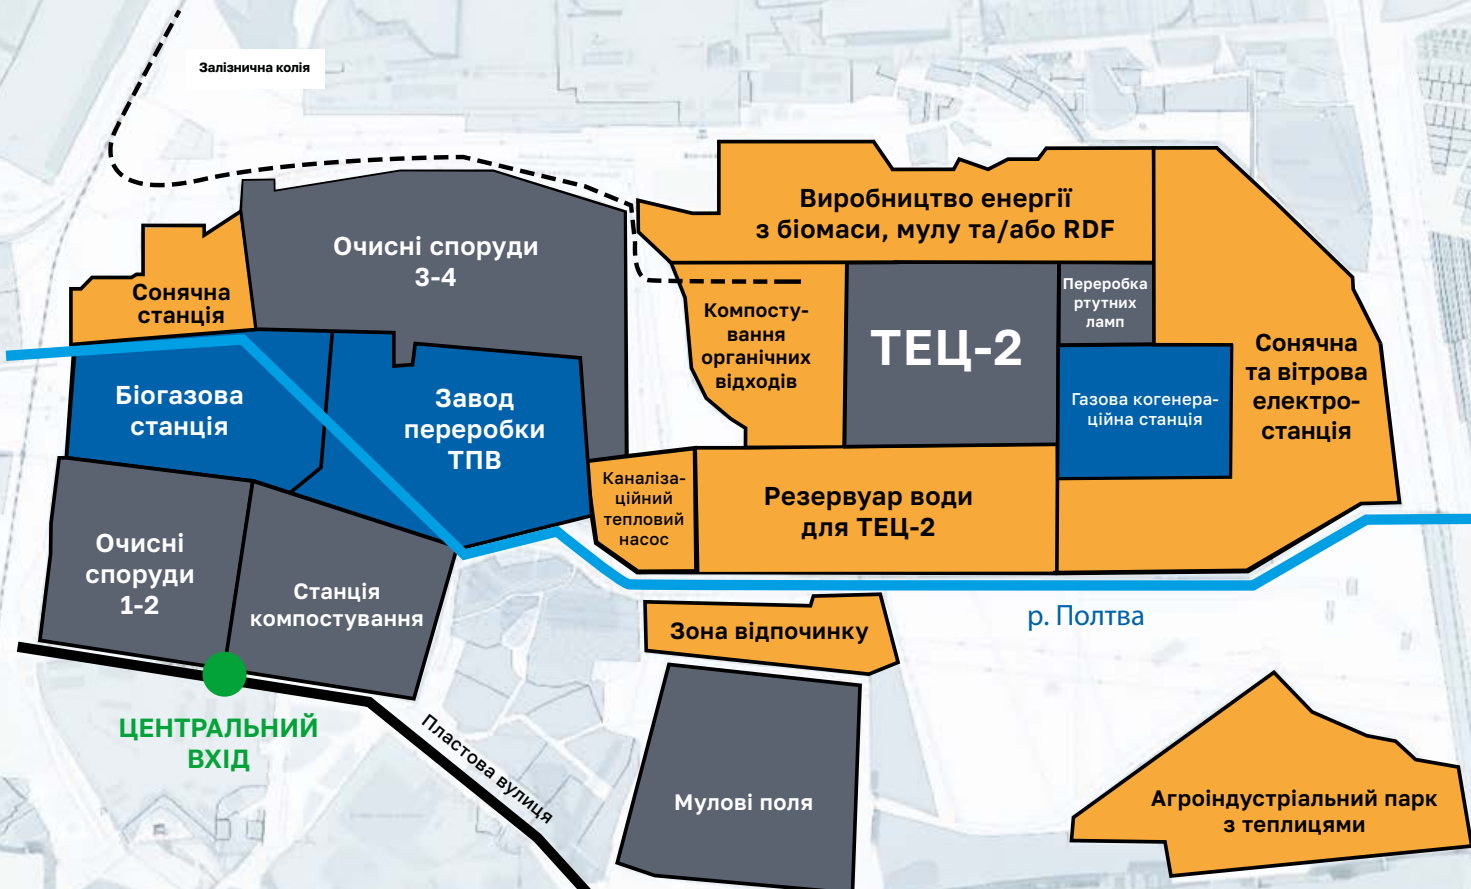 Залізнична колія
Очисні споруди
3-4
Сонячна
станція
Виробництво енергії
з біомаси, мулу та/або RDF
Компосту-
вання
органічних
відходів
ТЕЦ-2
Переробка
ртутних
ламп
Газова когенера-
ційна станція
Сонячна
та вітрова
електро-
станція
Біогазова
станція
Завод
переробки
ТПВ
Каналіза-
ційний
тепловий
насос
Резервуар води
для ТЕЦ-2
Очисні
споруди
1-2
Станція
компостування
Зона відпочинку
р. Полтва
ЦЕНТРАЛЬНИЙ
ВХІД
Пластова вулиця
Мулові поля
Агроіндустріальний парк
з теплицями